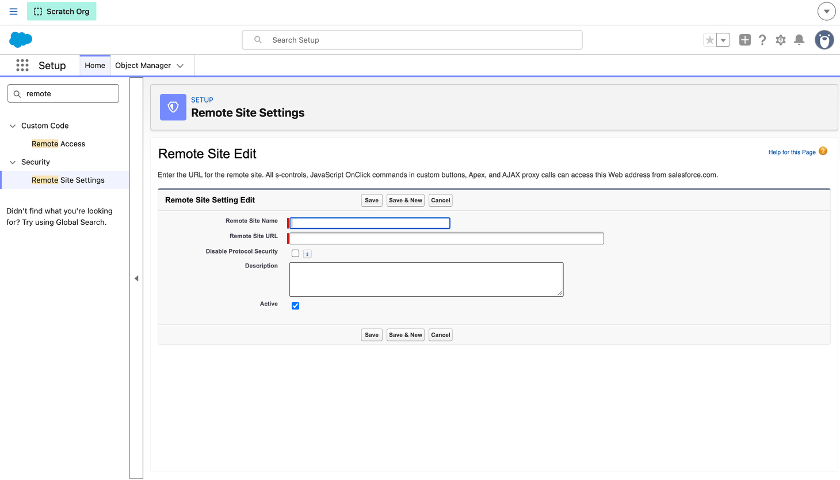 Scratch Org
Search Setup
Setup
Home
Object Manager
remote
Custom Code
Remote Access
Security
Remote Site Settings
Didn't find what you're looking
for? Try using Global Search.
SETUP
Remote Site Settings
Remote Site Edit
Help for this Page
Enter the URL for the remote site. All s-controls, JavaScript OnClick commands in custom buttons, Apex, and AJAX proxy calls can access this Web address from salesforce.com.
Remote Site Setting Edit
Save
Save & New
Cancel
Remote Site Name
Remote Site URL
Disable Protocol Security
i
Description
Active
Save
Save & New
Cancel